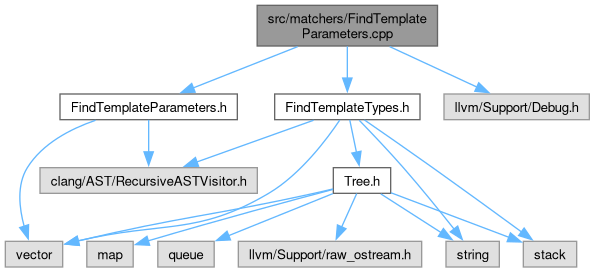 src/matchers/FindTemplate
Parameters.cpp
FindTemplateParameters.h
FindTemplateTypes.h
llvm/Support/Debug.h
clang/AST/RecursiveASTVisitor.h
Tree.h
vector
map
queue
llvm/Support/raw_ostream.h
string
stack